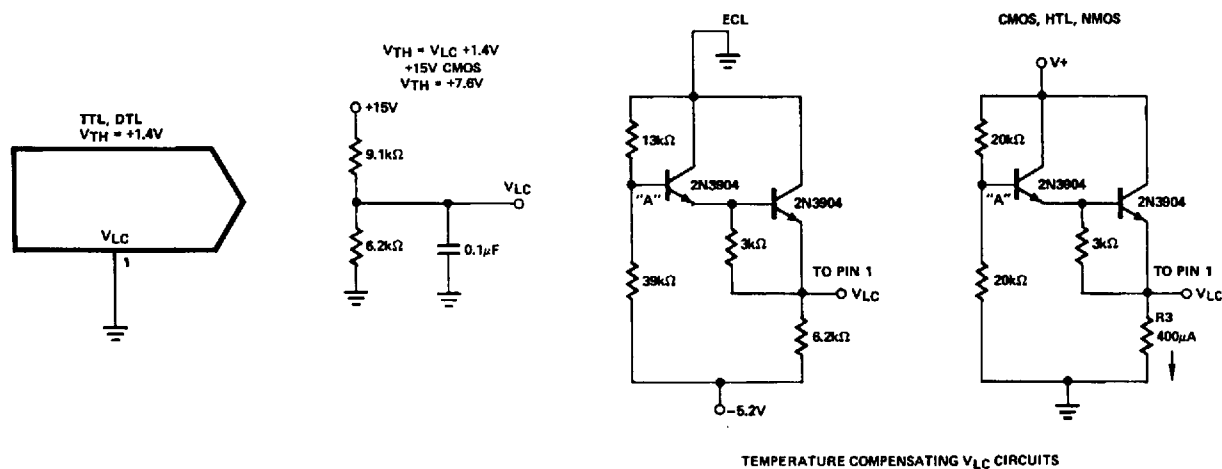 TTL, DTL
VTH = +1.4V
VLC
1
VTH = VLC +1.4V
+15V CMOS
VTH = +7.6V
+15V
9.1kΩ
VLC
6.2kΩ
0.1µF
ECL
13kΩ
2N3904
"A"
2N3904
3kΩ
39kΩ
TO PIN 1
VLC
6.2kΩ
–5.2V
CMOS, HTL, NMOS
V+
20kΩ
2N3904
"A"
2N3904
3kΩ
20kΩ
TO PIN 1
VLC
R3
400µA
TEMPERATURE COMPENSATING VLC CIRCUITS